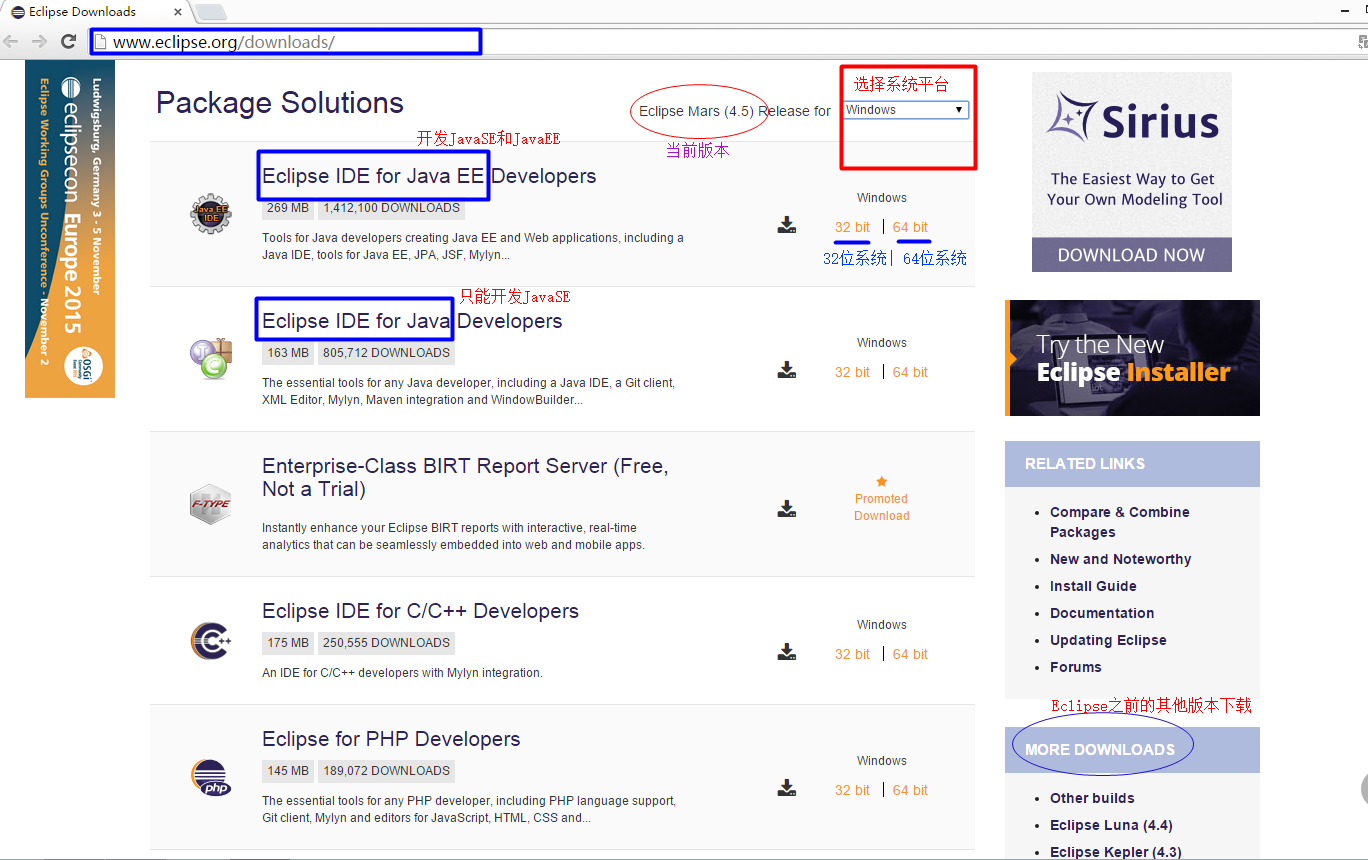 Eclipse Downloads
www.eclipse.org/downloads/
Ludwigsburg, Germany 3 - 5 November
eclipsecon Europe 2015
Eclipse Working Groups Unconference - November 2
OSGi
Package Solutions
Eclipse Mars (4.5) Release for
选择系统平台
Windows
当前版本
开发JavaSE和JavaEE
Java EE
IDE
Eclipse IDE for Java EE Developers
269 MB 1,412,100 DOWNLOADS
Tools for Java developers creating Java EE and Web applications, including a
Java IDE, tools for Java EE, JPA, JSF, Mylyn...
Windows
32 bit | 64 bit
32位系统| 64位系统
只能开发JavaSE
Eclipse IDE for Java Developers
163 MB 805,712 DOWNLOADS
The essential tools for any Java developer, including a Java IDE, a Git client,
XML Editor, Mylyn, Maven integration and WindowBuilder...
Windows
32 bit | 64 bit
F-TYPE
Enterprise-Class BIRT Report Server (Free,
Not a Trial)
Instantly enhance your Eclipse BIRT reports with interactive, real-time
analytics that can be seamlessly embedded into web and mobile apps.
Promoted
Download
C++
Eclipse IDE for C/C++ Developers
175 MB 250,555 DOWNLOADS
An IDE for C/C++ developers with Mylyn integration.
Windows
32 bit | 64 bit
php
Eclipse for PHP Developers
145 MB 189,072 DOWNLOADS
The essential tools for any PHP developer, including PHP language support,
Git client, Mylyn and editors for JavaScript, HTML, CSS and...
Windows
32 bit | 64 bit
Sirius
The Easiest Way to Get
Your Own Modeling Tool
DOWNLOAD NOW
Try the New
Eclipse Installer
RELATED LINKS
Compare & Combine
Packages
New and Noteworthy
Install Guide
Documentation
Updating Eclipse
Forums
Eclipse之前的其他版本下载
MORE DOWNLOADS
Other builds
Eclipse Luna (4.4)
Eclipse Kepler (4.3)